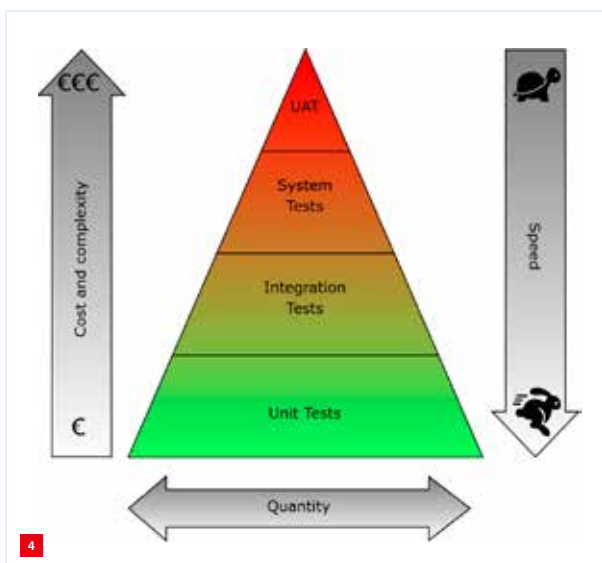 €€€
UAT
System
Tests
Cost and complexity
Speed
Integration
Tests
€
Unit Tests
Quantity
4